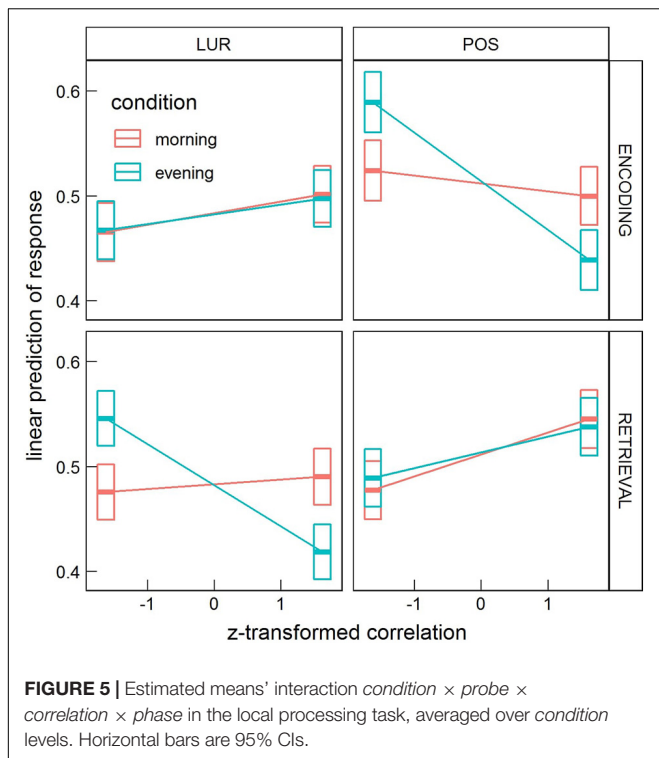 LUR
POS
0.6
condition
morning
evening
0.5
0.4
ENCODING
linear prediction of response
0.6
0.5
0.4
RETRIEVAL
-1
0
1
-1
0
1
z-transformed correlation
FIGURE 5 | Estimated means' interaction condition × probe ×
correlation × phase in the local processing task, averaged over condition
levels. Horizontal bars are 95% CIs.